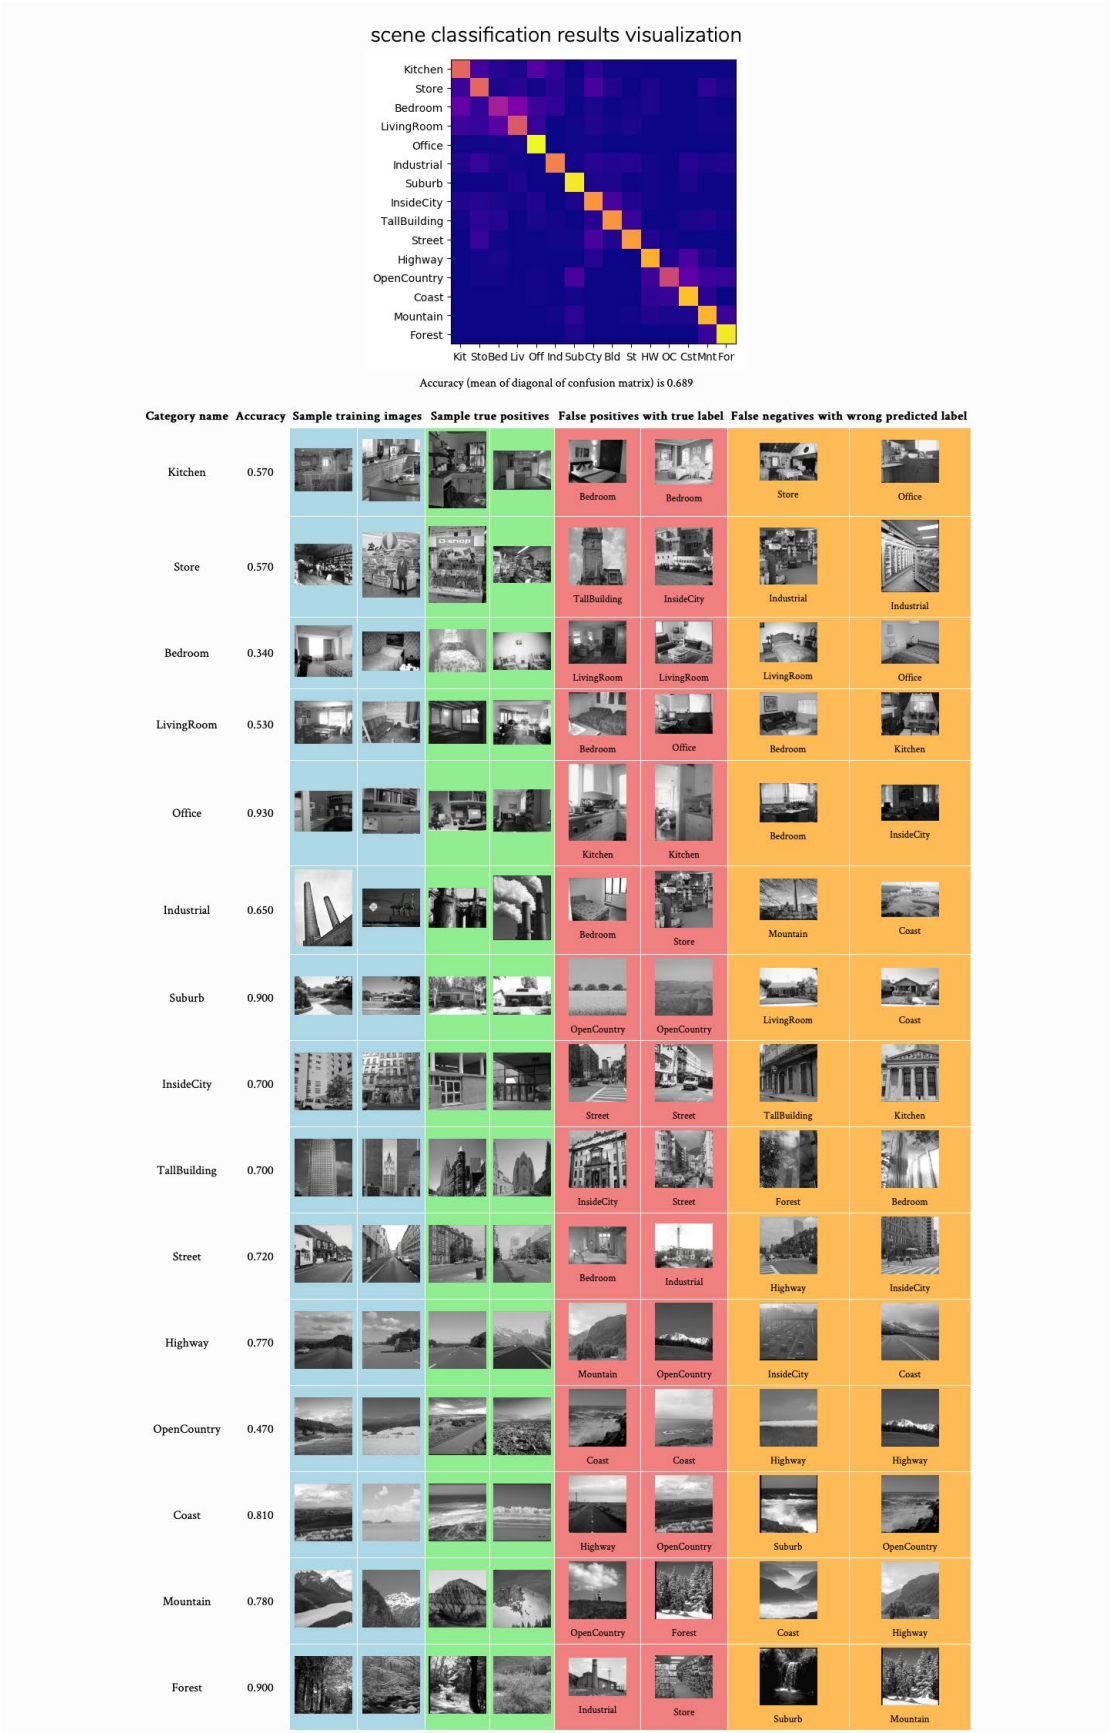 scene classification results visualization
Kitchen
Store
Bedroom
LivingRoom
Office
Industrial
Suburb
InsideCity
TallBuilding
Street
Highway
OpenCountry
Coast
Mountain
Forest
Kit Sto Bed Liv Off Ind Sub Cty Bld St HW OC Cst Mnt For
Accuracy (mean of diagonal of confusion matrix) is 0.689
Category name Accuracy Sample training images Sample true positives False positives with true label False negatives with wrong predicted label
Kitchen 0.570 Bedroom Bedroom Store Office
Store 0.570 TallBuilding InsideCity Industrial Industrial
Bedroom 0.340 LivingRoom LivingRoom LivingRoom Office
LivingRoom 0.530 Bedroom Office Bedroom Kitchen
Office 0.930 Kitchen Kitchen Bedroom InsideCity
Industrial 0.650 Bedroom Store Mountain Coast
Suburb 0.900 OpenCountry OpenCountry LivingRoom Coast
InsideCity 0.700 Street Street TallBuilding Kitchen
TallBuilding 0.700 InsideCity Street Forest Bedroom
Street 0.720 Bedroom Industrial Highway InsideCity
Highway 0.770 Mountain OpenCountry InsideCity Coast
OpenCountry 0.470 Coast Coast Highway Highway
Coast 0.810 Highway OpenCountry Suburb OpenCountry
Mountain 0.780 OpenCountry Forest Coast Highway
Forest 0.900 Industrial Store Suburb Mountain